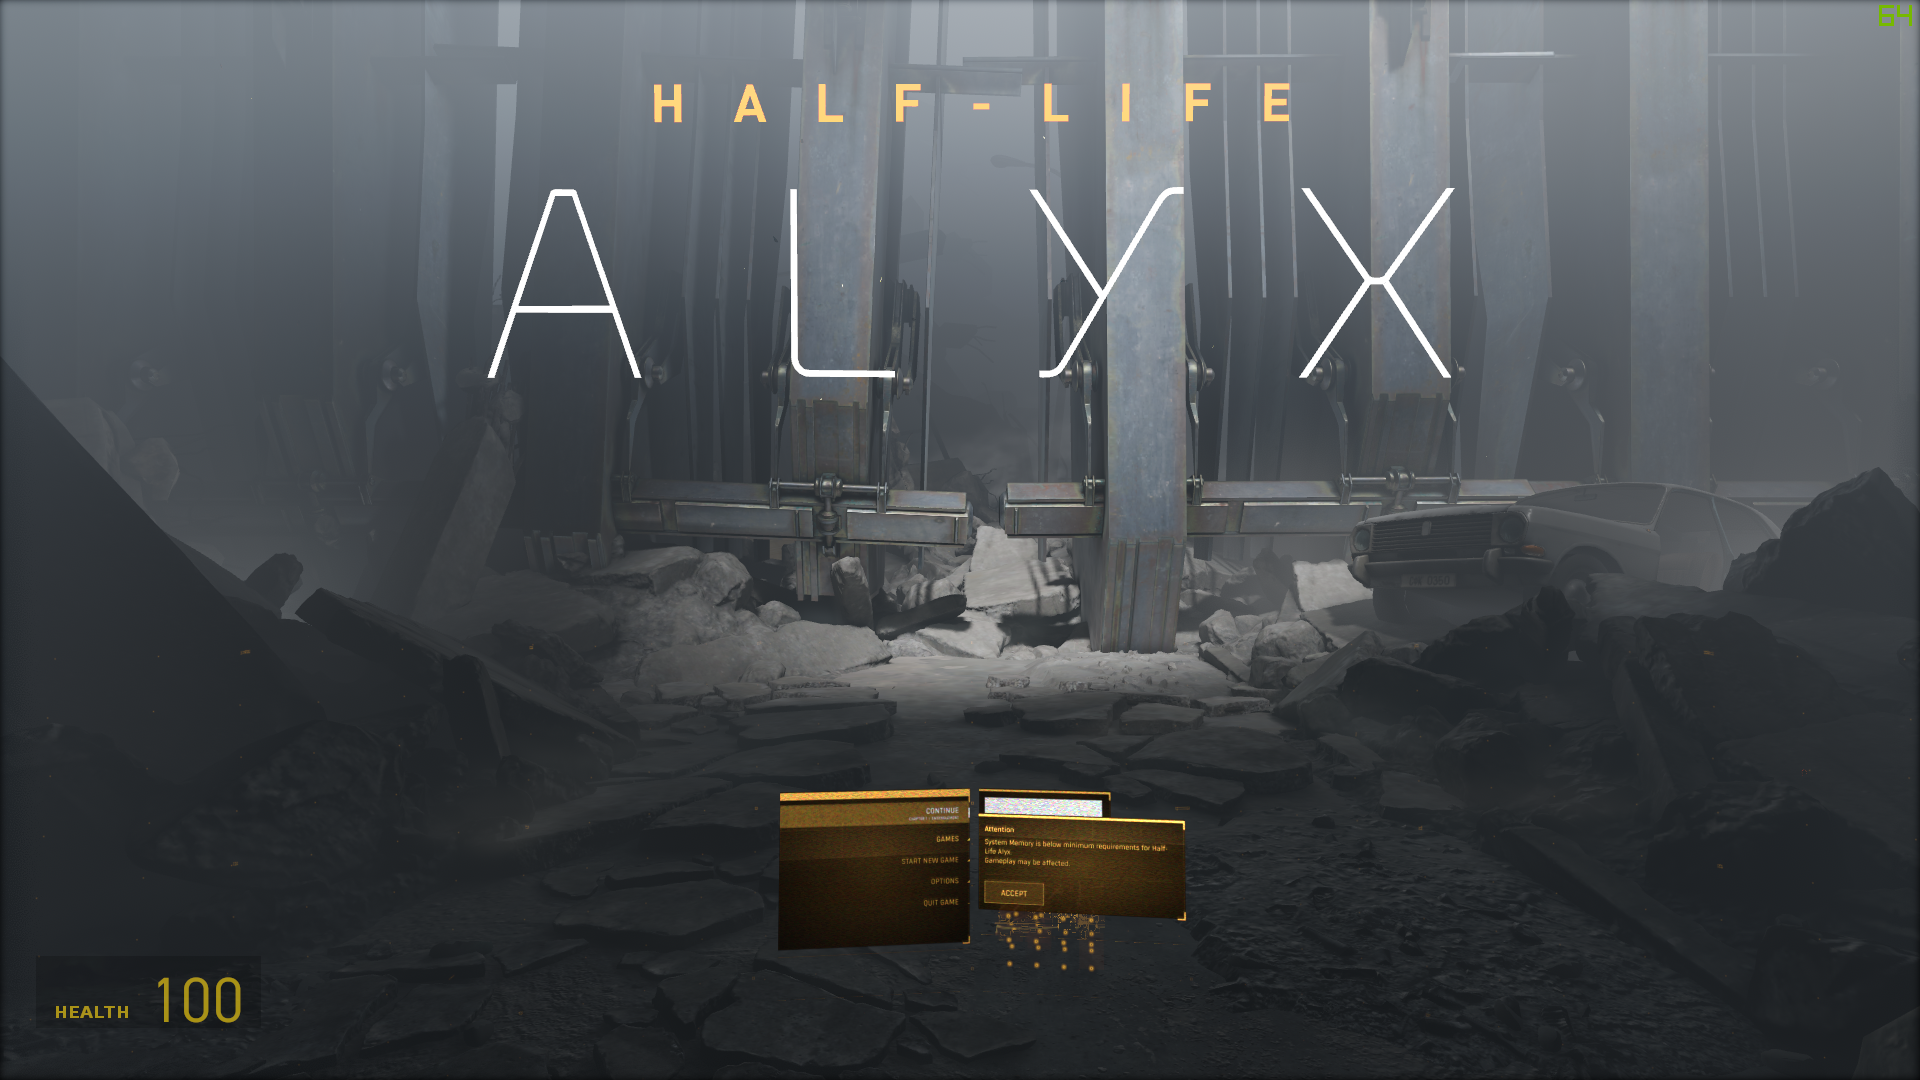 64
HALF-LIFE
ALYX
CONTINUE
GAMES
START NEW GAME
OPTIONS
QUIT GAME
Attention
System Memory is below minimum requirements for Half-
Life Alyx.
Gameplay may be affected.
ACCEPT
HEALTH 100